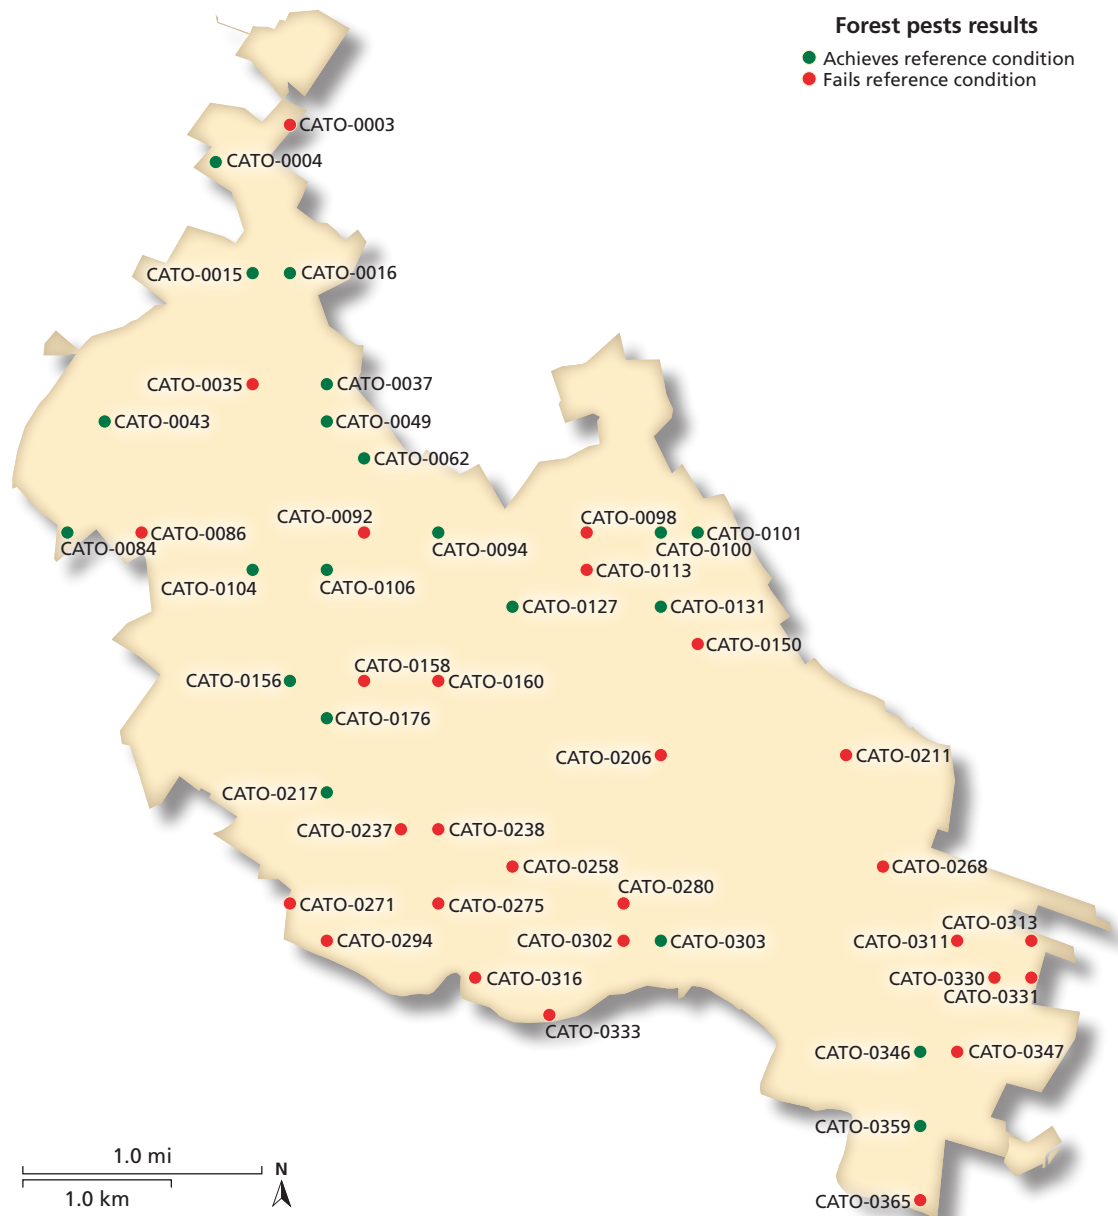 Forest pests results
Achieves reference condition
Fails reference condition
CATO-0003
CATO-0004
CATO-0015
CATO-0016
CATO-0035
CATO-0037
CATO-0043
CATO-0049
CATO-0062
CATO-0092
CATO-0098
CATO-0084
CATO-0086
CATO-0094
CATO-0100
CATO-0101
CATO-0113
CATO-0104
CATO-0106
CATO-0127
CATO-0131
CATO-0150
CATO-0158
CATO-0156
CATO-0160
CATO-0176
CATO-0206
CATO-0211
CATO-0217
CATO-0237
CATO-0238
CATO-0258
CATO-0268
CATO-0280
CATO-0271
CATO-0275
CATO-0313
CATO-0294
CATO-0302
CATO-0303
CATO-0311
CATO-0316
CATO-0330
CATO-0331
CATO-0333
CATO-0346
CATO-0347
CATO-0359
1.0 mi
N
1.0 km
CATO-0365